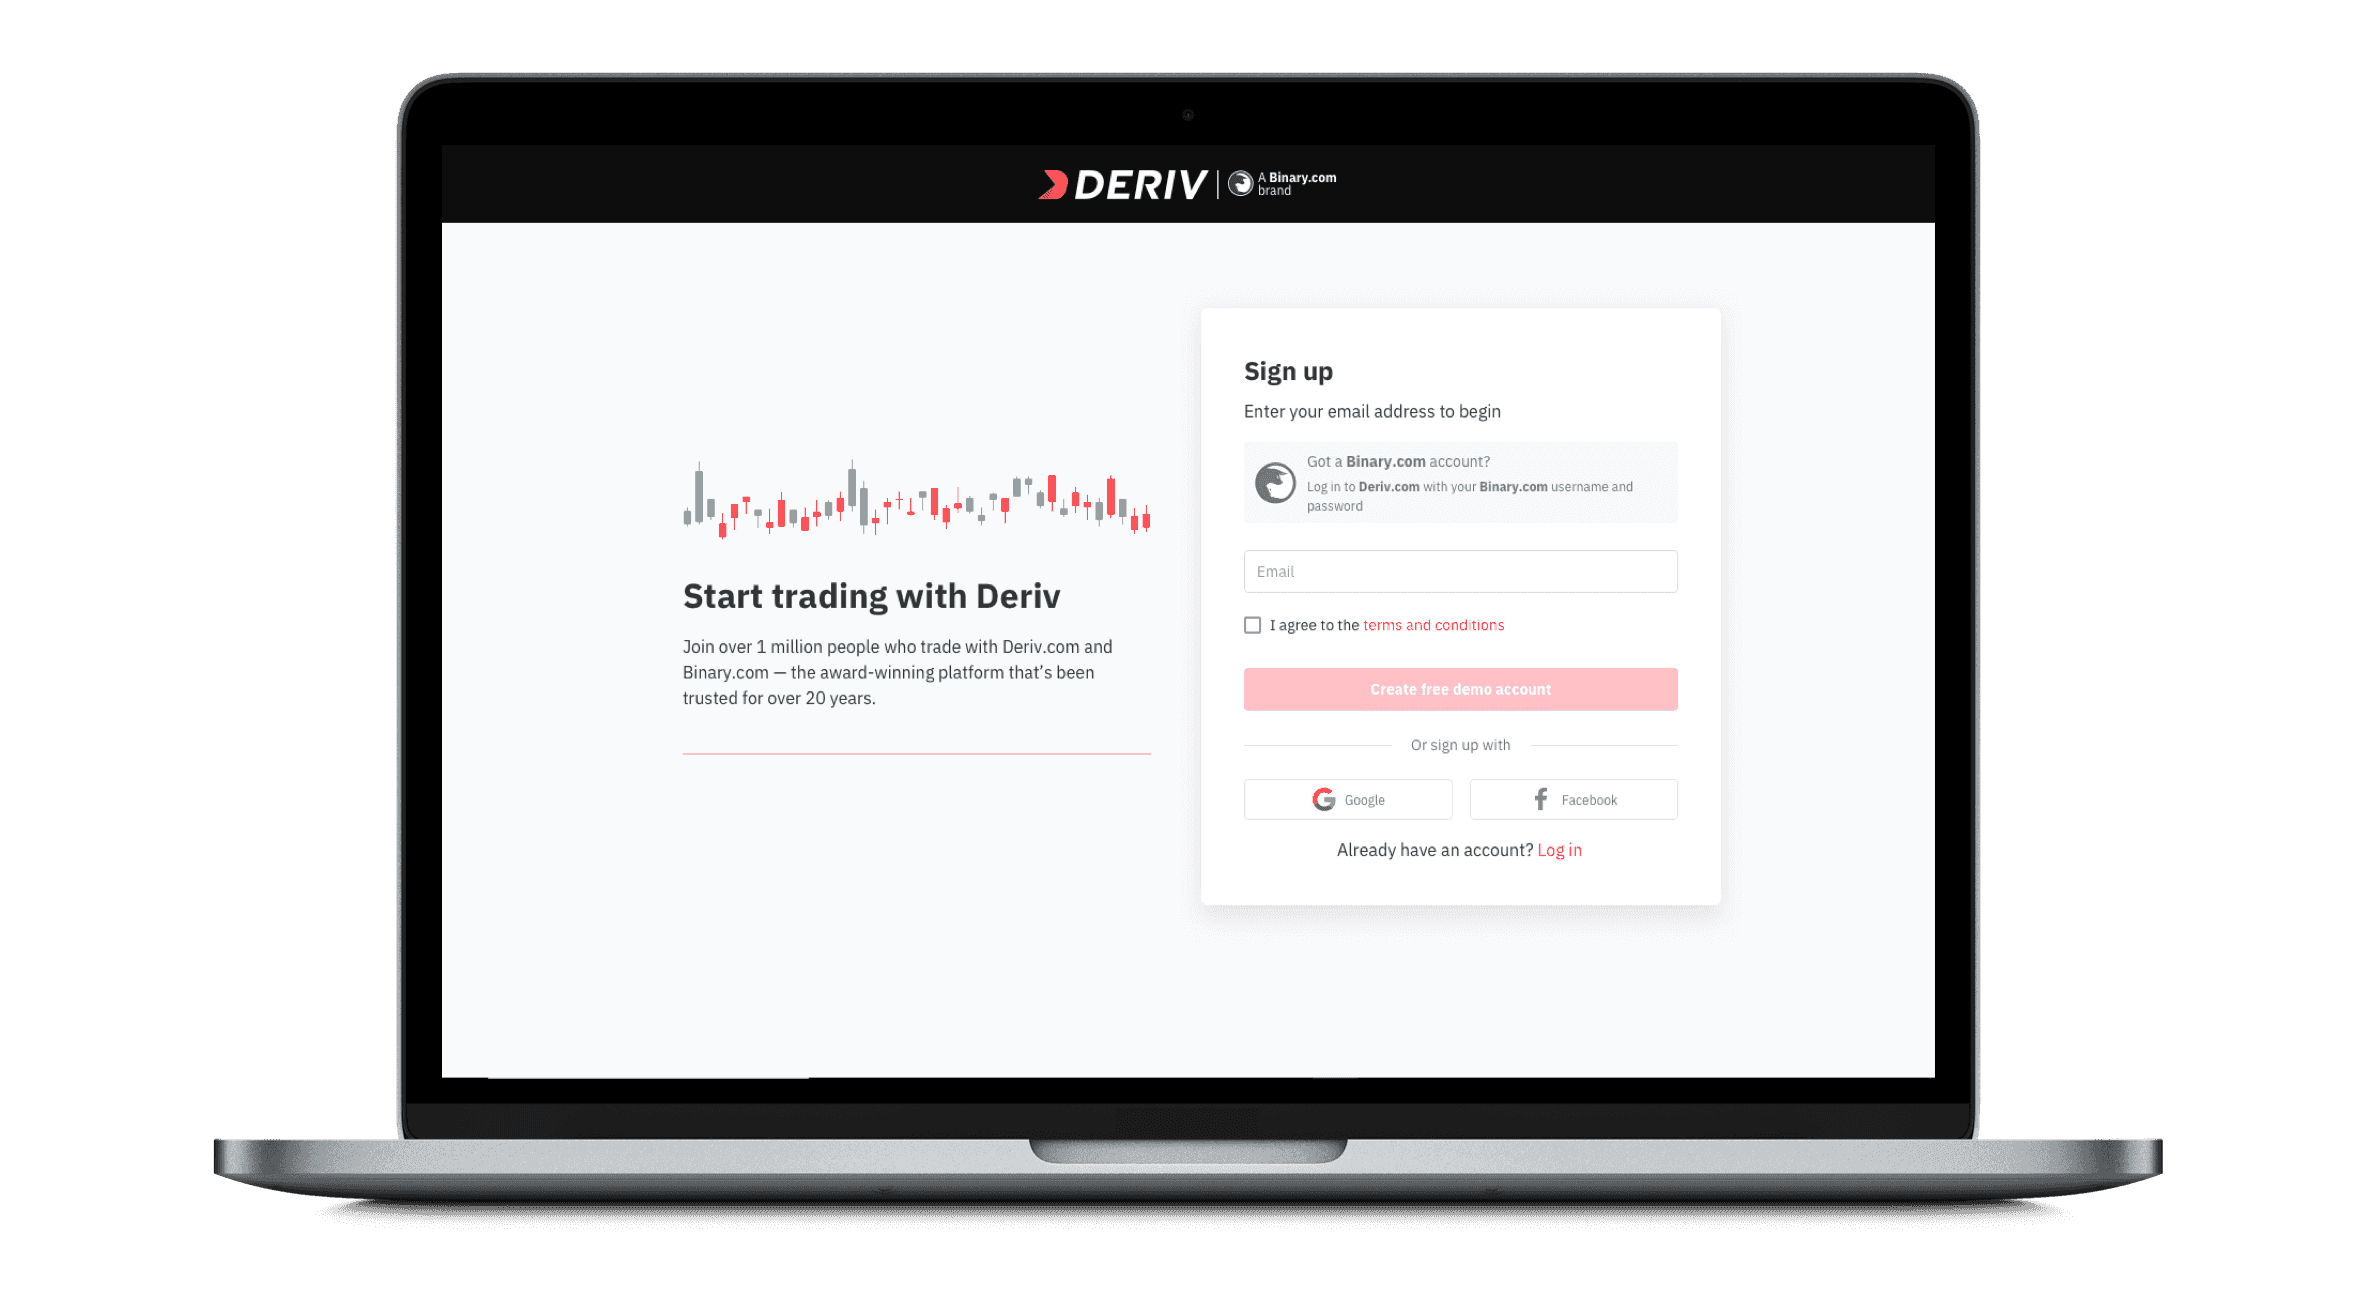 DERIV
A Binary.com
brand
Start trading with Deriv
Join over 1 million people who trade with Deriv.com and
Binary.com — the award-winning platform that’s been
trusted for over 20 years.
Sign up
Enter your email address to begin
Got a Binary.com account?
Log in to Deriv.com with your Binary.com username and
password
Email
I agree to the terms and conditions
Create free demo account
Or sign up with
Google
Facebook
Already have an account? Log in